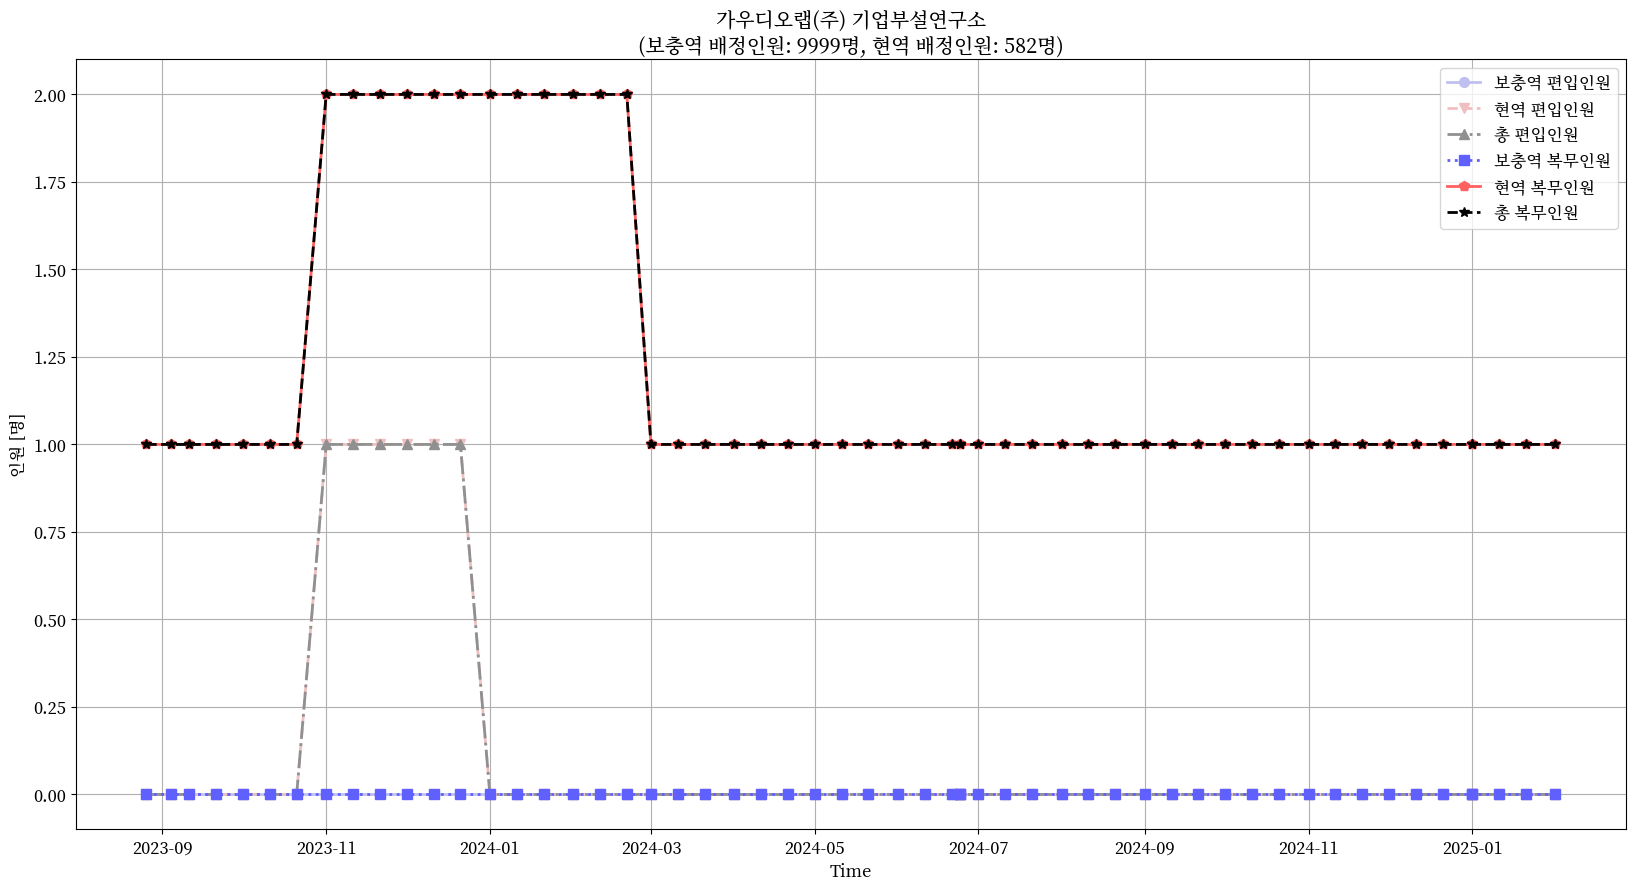 가우디오랩(주) 기업부설연구소
(보충역 배정인원: 9999명, 현역 배정인원: 582명)
보충역 편입인원
현역 편입인원
총 편입인원
보충역 복무인원
현역 복무인원
총 복무인원
인원 [명]
2.00
1.75
1.50
1.25
1.00
0.75
0.50
0.25
0.00
2023-09
2023-11
2024-01
2024-03
2024-05
2024-07
2024-09
2024-11
2025-01
Time